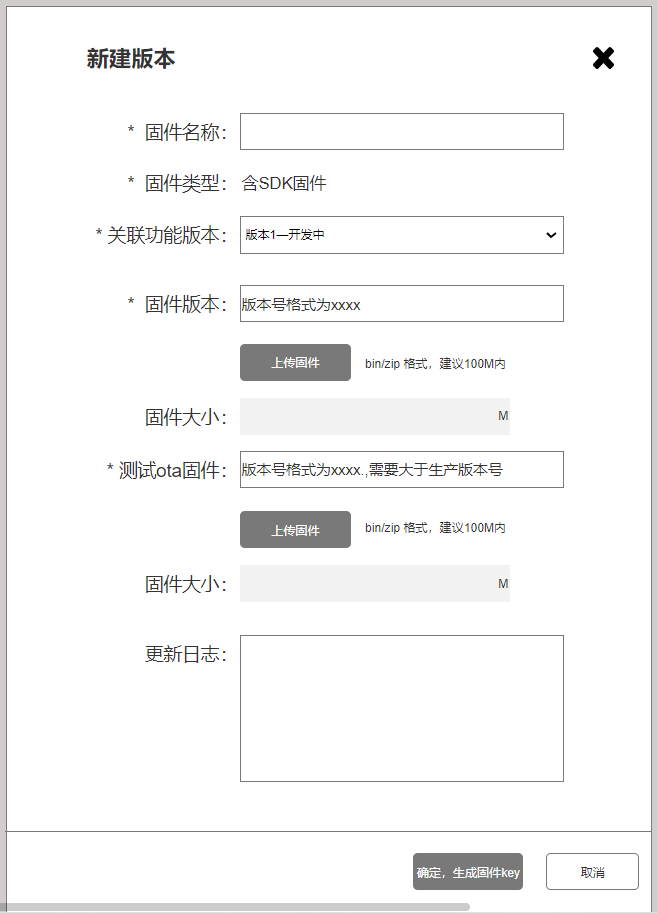 新建版本
* 固件名称：
* 固件类型： 含SDK固件
* 关联功能版本： 版本1—开发中
* 固件版本： 版本号格式为xxxx
上传固件 bin/zip 格式，建议100M内
固件大小： M
* 测试ota固件： 版本号格式为xxxx.,需要大于生产版本号
上传固件 bin/zip 格式，建议100M内
固件大小： M
更新日志：
确定，生成固件key 取消